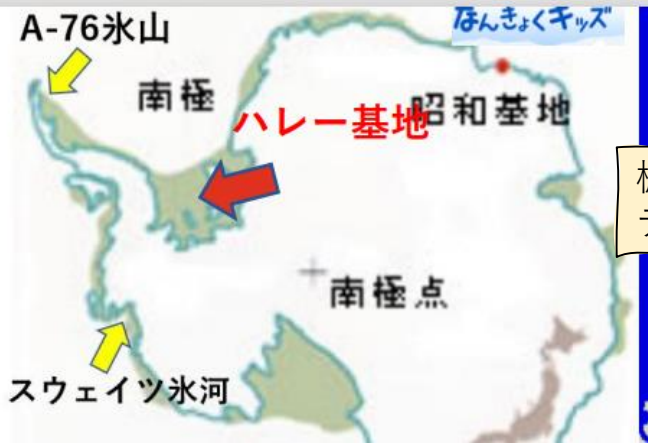 なんきょくキッズ
A-76氷山
南極
ハレー基地
昭和基地
南極点
スウェイツ氷河